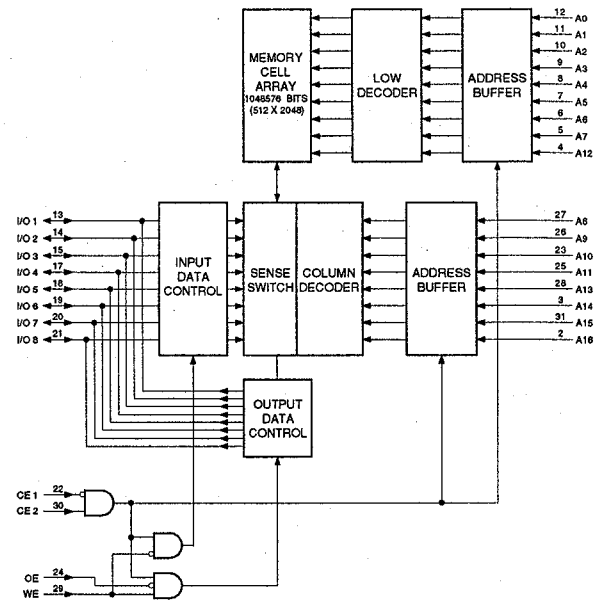 12 A0
11 A1
10 A2
9 A3
8 A4
7 A5
6 A6
5 A7
4 A12
MEMORY
CELL
ARRAY
1048576 BITS
(512 X 2048)
LOW
DECODER
ADDRESS
BUFFER
I/O 1 13
I/O 2 14
I/O 3 15
I/O 4 17
I/O 5 18
I/O 6 19
I/O 7 20
I/O 8 21
INPUT
DATA
CONTROL
SENSE
SWITCH
COLUMN
DECODER
ADDRESS
BUFFER
27 A8
26 A9
23 A10
25 A11
28 A13
3 A14
31 A15
2 A16
OUTPUT
DATA
CONTROL
CE 1 22
CE 2 30
OE 24
WE 29